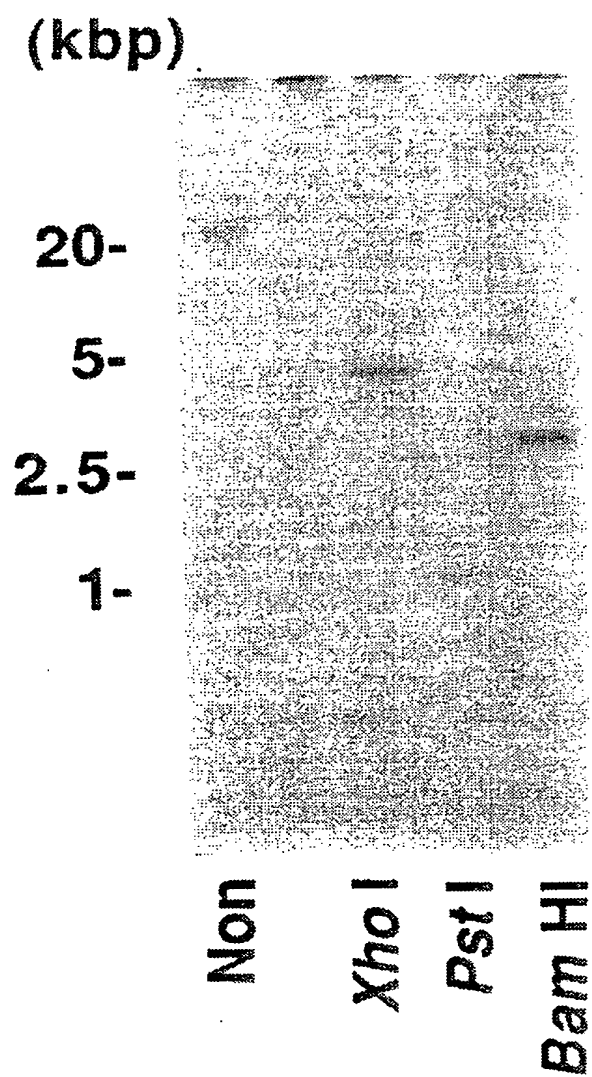 (kbp)
20-
5-
2.5-
1-
Non
Xho I
Pst I
Bam HI